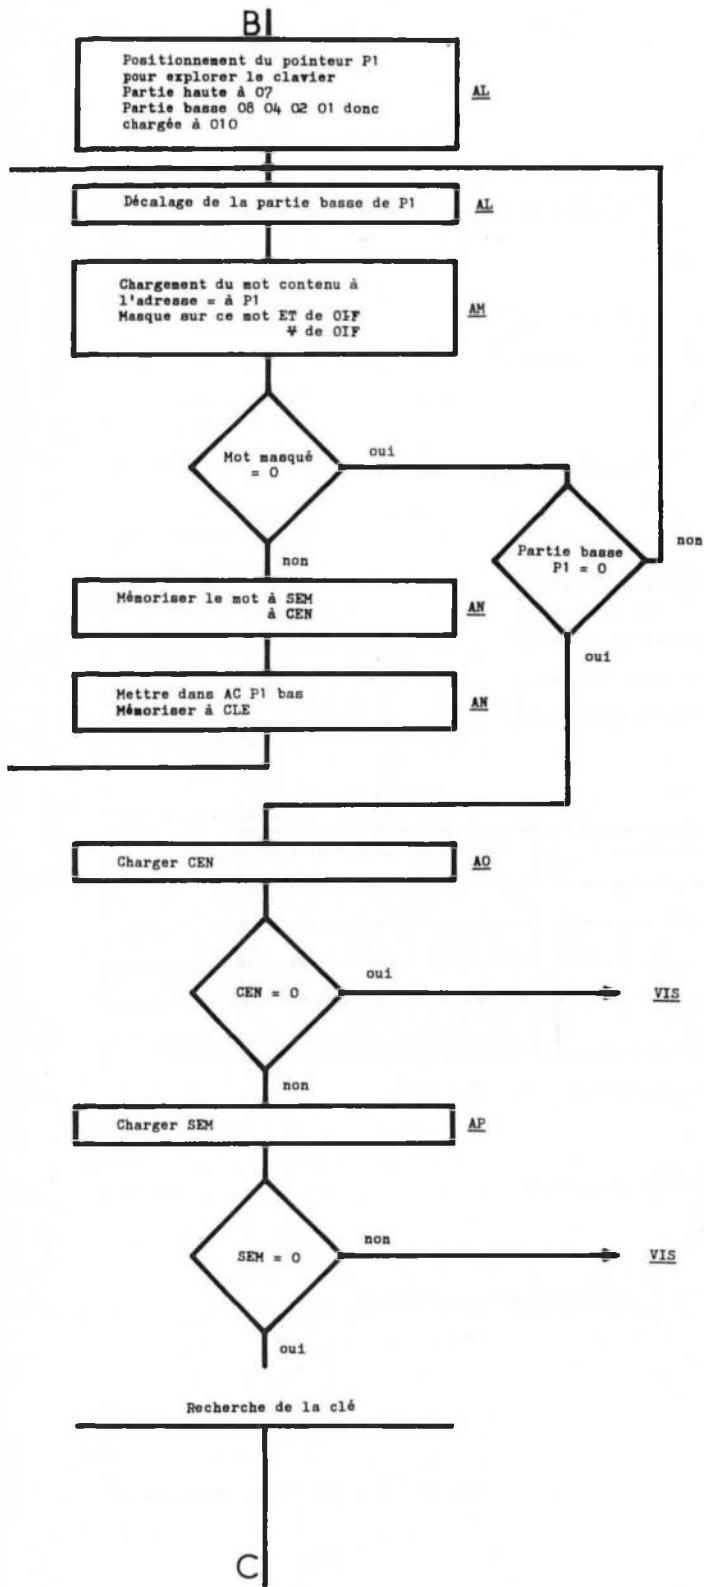 B
Positionnement du pointeur P1
pour explorer le clavier
Partie haute à 07
Partie basse 08 04 02 01 donc
chargée à 010
AL
Décalage de la partie basse de P1
AL
Chargement du mot contenu à
l'adresse = à P1
Masque sur ce mot ET de OIF
⊻ de OIF
AM
Mot masqué
= 0
oui
non
Partie basse
P1 = 0
non
oui
Mémoriser le mot à SEM
à CEN
AN
Mettre dans AC P1 bas
Mémoriser à CLE
AN
Charger CEN
AO
CEN = 0
oui
VIS
non
Charger SEM
AP
SEM = 0
non
VIS
oui
Recherche de la clé
C